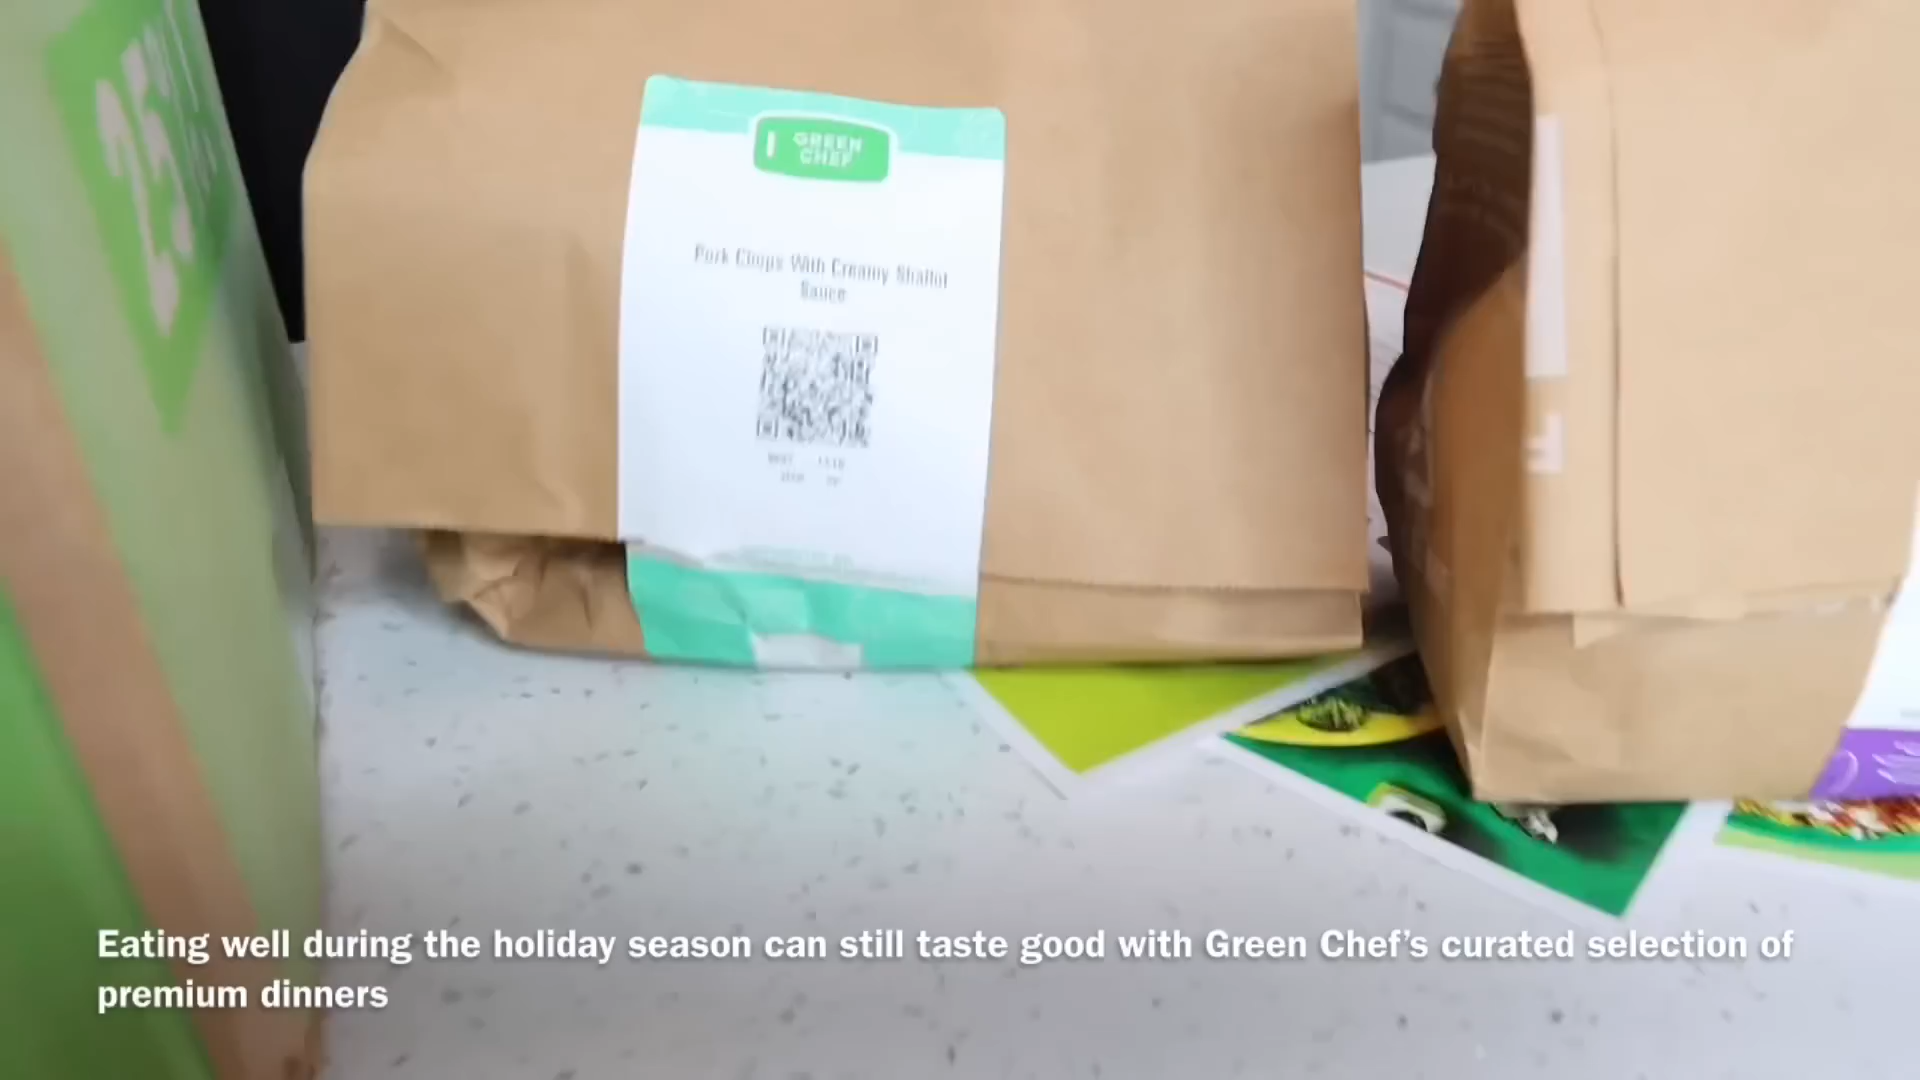 25
GREEN
CHEF
Pork Chops With Creamy Shallot
Sauce
Eating well during the holiday season can still taste good with Green Chef’s curated selection of
premium dinners